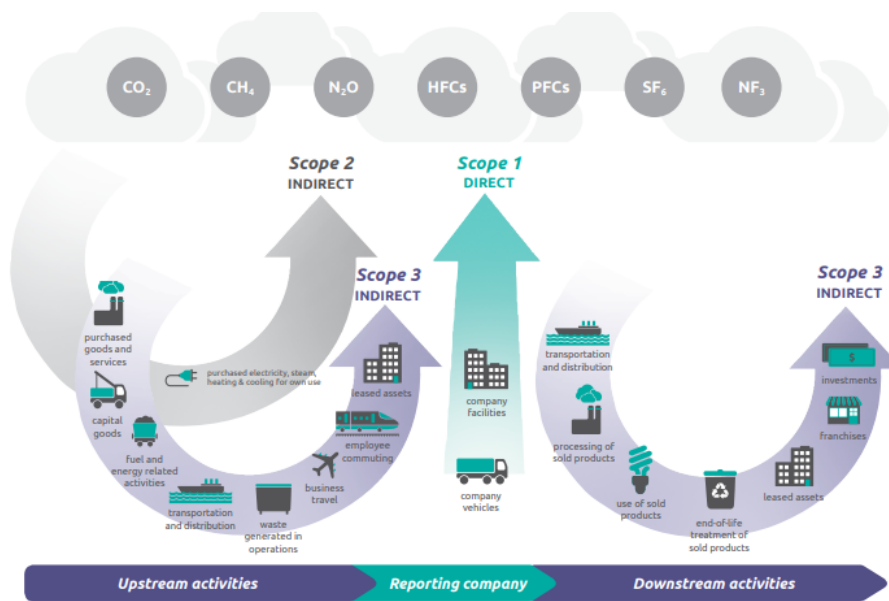 CO₂
CH₄
N₂O
HFCs
PFCs
SF₆
NF₃
Scope 2
INDIRECT
Scope 1
DIRECT
Scope 3
INDIRECT
Scope 3
INDIRECT
purchased
goods and
services
capital
goods
fuel and
energy related
activities
transportation
and distribution
waste
generated in
operations
business
travel
employee
commuting
leased assets
purchased electricity, steam,
heating & cooling for own use
company
facilities
company
vehicles
transportation
and distribution
processing of
sold products
use of sold
products
end-of-life
treatment of
sold products
leased assets
franchises
$
investments
Upstream activities
Reporting company
Downstream activities